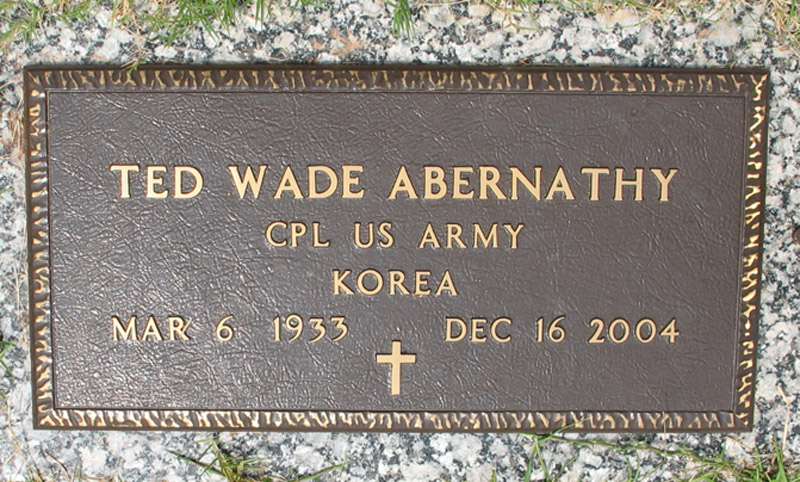 TED WADE ABERNATHY
CPL US ARMY
KOREA
MAR 6 1933 DEC 16 2004